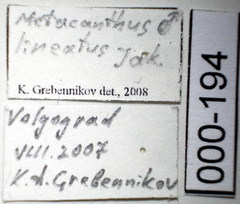 Metacanthus ♂
lineatus Jak.
K. Grebennikov det., 2008
Volgograd
VIII.2007
K.A.Grebennikov
000-194